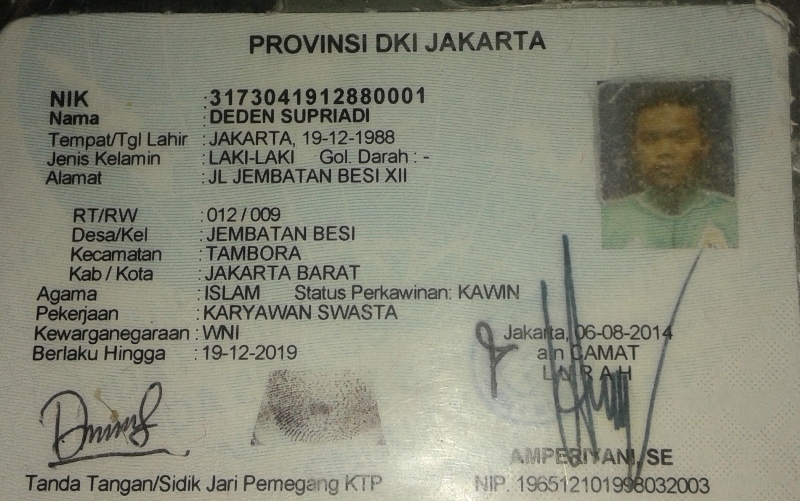 PROVINSI DKI JAKARTA
NIK : 3173041912880001
Nama : DEDEN SUPRIADI
Tempat/Tgl Lahir : JAKARTA, 19-12-1988
Jenis Kelamin : LAKI-LAKI Gol. Darah : -
Alamat : JL JEMBATAN BESI XII
RT/RW : 012 / 009
Desa/Kel : JEMBATAN BESI
Kecamatan : TAMBORA
Kab / Kota : JAKARTA BARAT
Agama : ISLAM Status Perkawinan: KAWIN
Pekerjaan : KARYAWAN SWASTA
Kewarganegaraan : WNI Jakarta, 06-08-2014
Berlaku Hingga : 19-12-2019 a/n CAMAT
LURAH
AMPERIYANI, SE
Tanda Tangan/Sidik Jari Pemegang KTP NIP. 196512101998032003